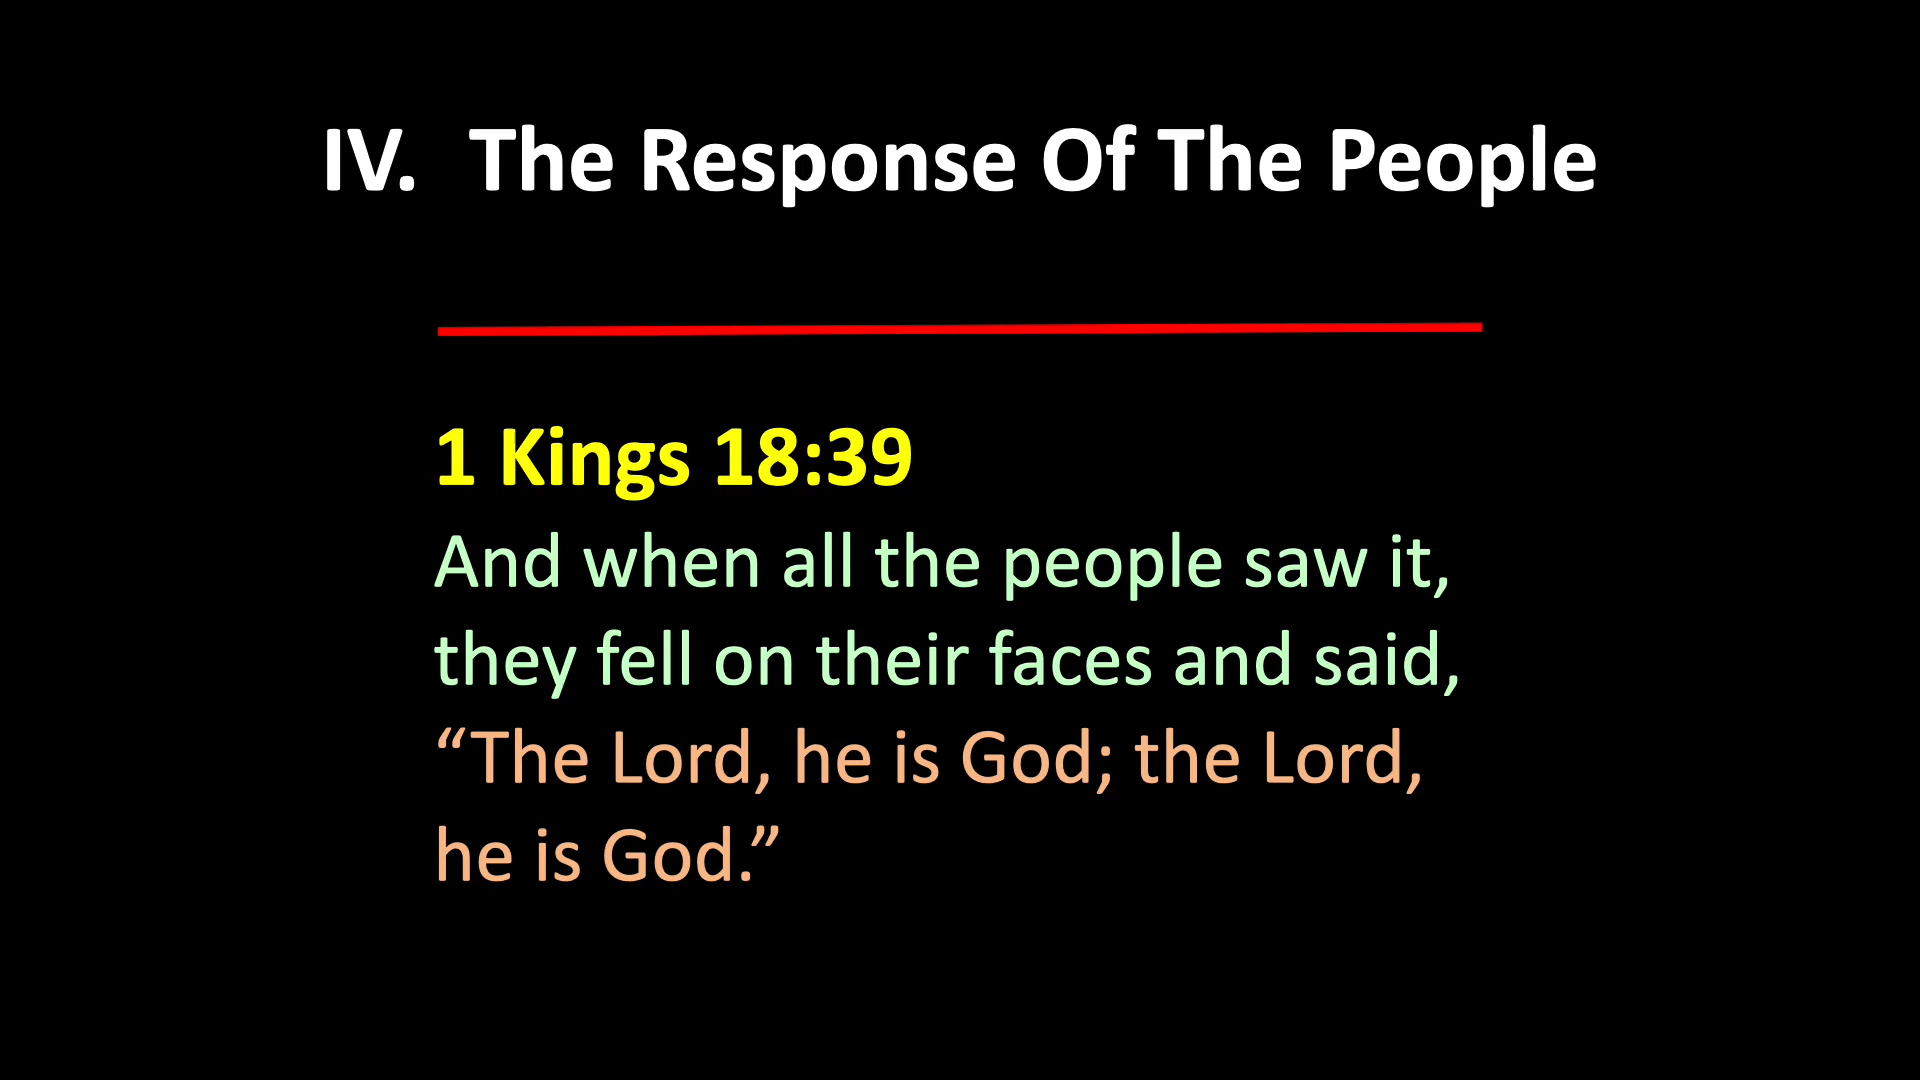 IV.  The Response Of The People
1 Kings 18:39
And when all the people saw it,
they fell on their faces and said,
“The Lord, he is God; the Lord,
he is God.”